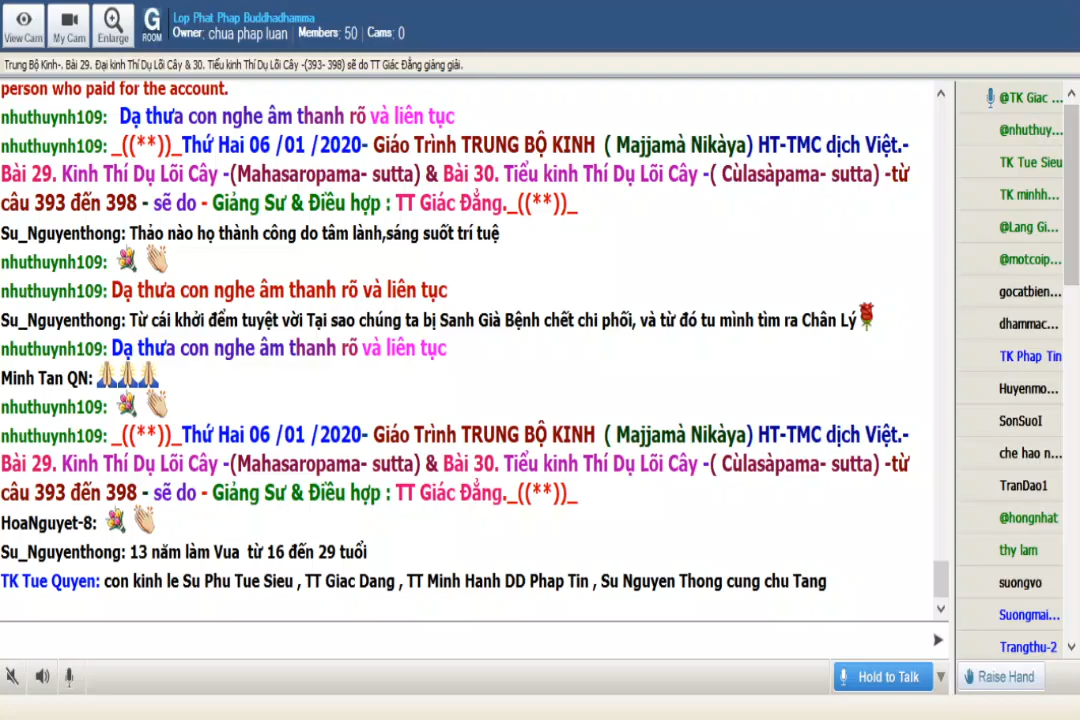 Lop Phat Phap Buddhadhamma
Owner: chua phap luan Members: 50 Cams: 0
View Cam My Cam Enlarge G ROOM
Trung Bộ Kinh-. Bài 29. Đại kinh Thí Dụ Lõi Cây & 30. Tiểu kinh Thí Dụ Lõi Cây -(393- 398) sẽ do TT Giác Đẳng giảng giải.
person who paid for the account.
nhuthuynh109: Dạ thưa con nghe âm thanh rõ và liên tục
nhuthuynh109: _((**))_Thứ Hai 06 /01 /2020- Giáo Trình TRUNG BỘ KINH ( Majjamà Nikàya) HT-TMC dịch Việt.-
Bài 29. Kinh Thí Dụ Lõi Cây -(Mahasaropama- sutta) & Bài 30. Tiểu kinh Thí Dụ Lõi Cây -( Cùlasàpama- sutta) -từ
câu 393 đến 398 - sẽ do - Giảng Sư & Điều hợp : TT Giác Đẳng._((**))_
Su_Nguyenthong: Thảo nào họ thành công do tâm lành,sáng suốt trí tuệ
nhuthuynh109:
nhuthuynh109: Dạ thưa con nghe âm thanh rõ và liên tục
Su_Nguyenthong: Từ cái khởi đểm tuyệt vời Tại sao chúng ta bị Sanh Già Bệnh chết chi phối, và từ đó tu mình tìm ra Chân Lý
nhuthuynh109: Dạ thưa con nghe âm thanh rõ và liên tục
Minh Tan QN:
nhuthuynh109:
nhuthuynh109: _((**))_Thứ Hai 06 /01 /2020- Giáo Trình TRUNG BỘ KINH ( Majjamà Nikàya) HT-TMC dịch Việt.-
Bài 29. Kinh Thí Dụ Lõi Cây -(Mahasaropama- sutta) & Bài 30. Tiểu kinh Thí Dụ Lõi Cây -( Cùlasàpama- sutta) -từ
câu 393 đến 398 - sẽ do - Giảng Sư & Điều hợp : TT Giác Đẳng._((**))_
HoaNguyet-8:
Su_Nguyenthong: 13 năm làm Vua từ 16 đến 29 tuổi
TK Tue Quyen: con kinh le Su Phu Tue Sieu , TT Giac Dang , TT Minh Hanh DD Phap Tin , Su Nguyen Thong cung chu Tang
@TK Giac ...
@nhuthuy...
TK Tue Sieu
TK minhh...
@Lang Gi...
@motcoip...
gocatbien...
dhammac...
TK Phap Tin
Huyenmo...
SonSuoI
che hao n...
TranDao1
@hongnhat
thy lam
suongvo
Suongmai...
Trangthu-2
Hold to Talk
Raise Hand